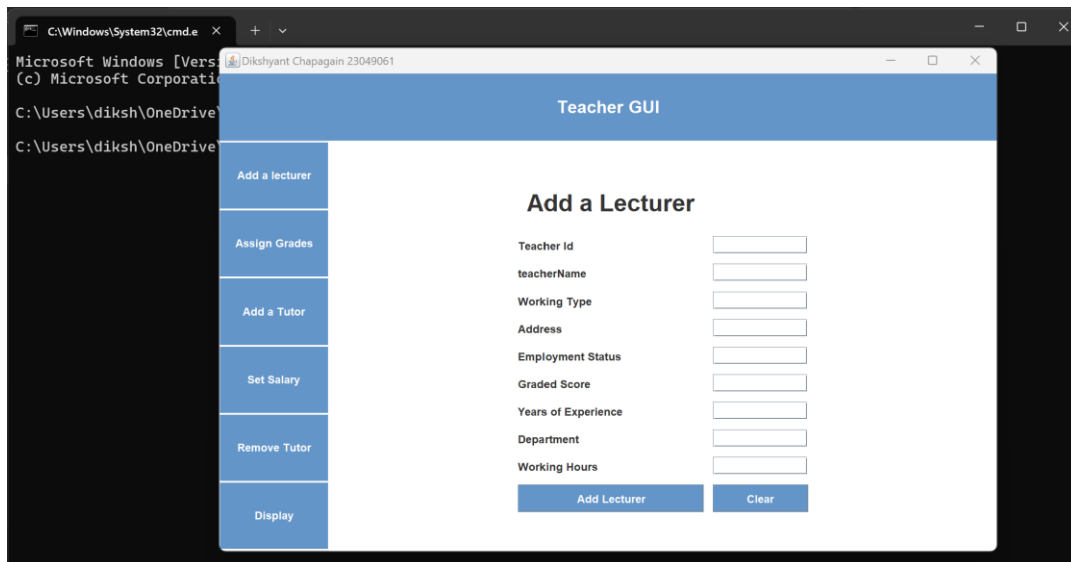 C:\Windows\System32\cmd.e
Microsoft Windows [Vers
(c) Microsoft Corporatio
C:\Users\diksh\OneDrive\
C:\Users\diksh\OneDrive\
Dikshyant Chapagain 23049061
Teacher GUI
Add a lecturer
Assign Grades
Add a Tutor
Set Salary
Remove Tutor
Display
Add a Lecturer
Teacher Id
teacherName
Working Type
Address
Employment Status
Graded Score
Years of Experience
Department
Working Hours
Add Lecturer Clear